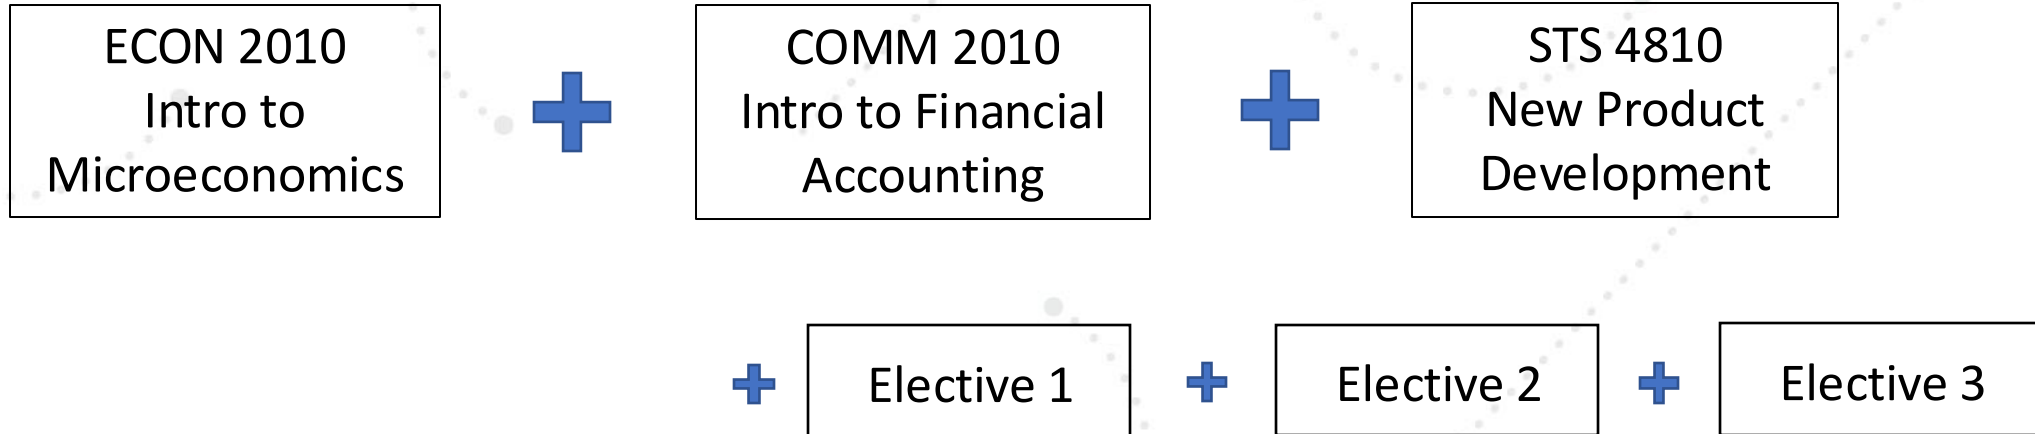 ECON 2010
Intro to
Microeconomics
COMM 2010
Intro to Financial
Accounting
STS 4810
New Product
Development
Elective 1
Elective 2
Elective 3